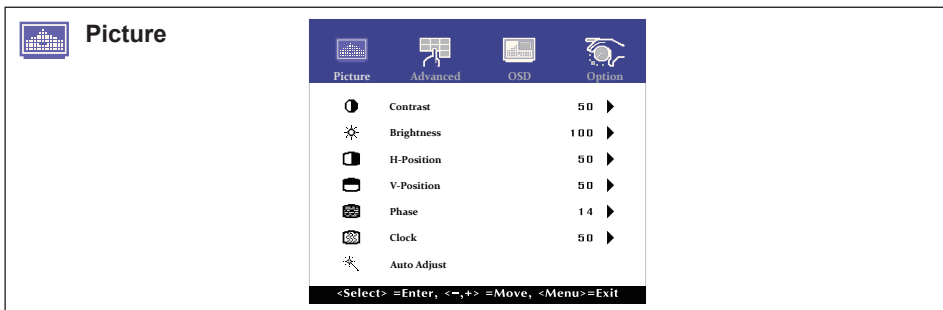 Picture
Picture Advanced OSD Option
Contrast 50
Brightness 100
H-Position 50
V-Position 50
Phase 14
Clock 50
Auto Adjust
<Select> =Enter, <−,+> =Move, <Menu>=Exit